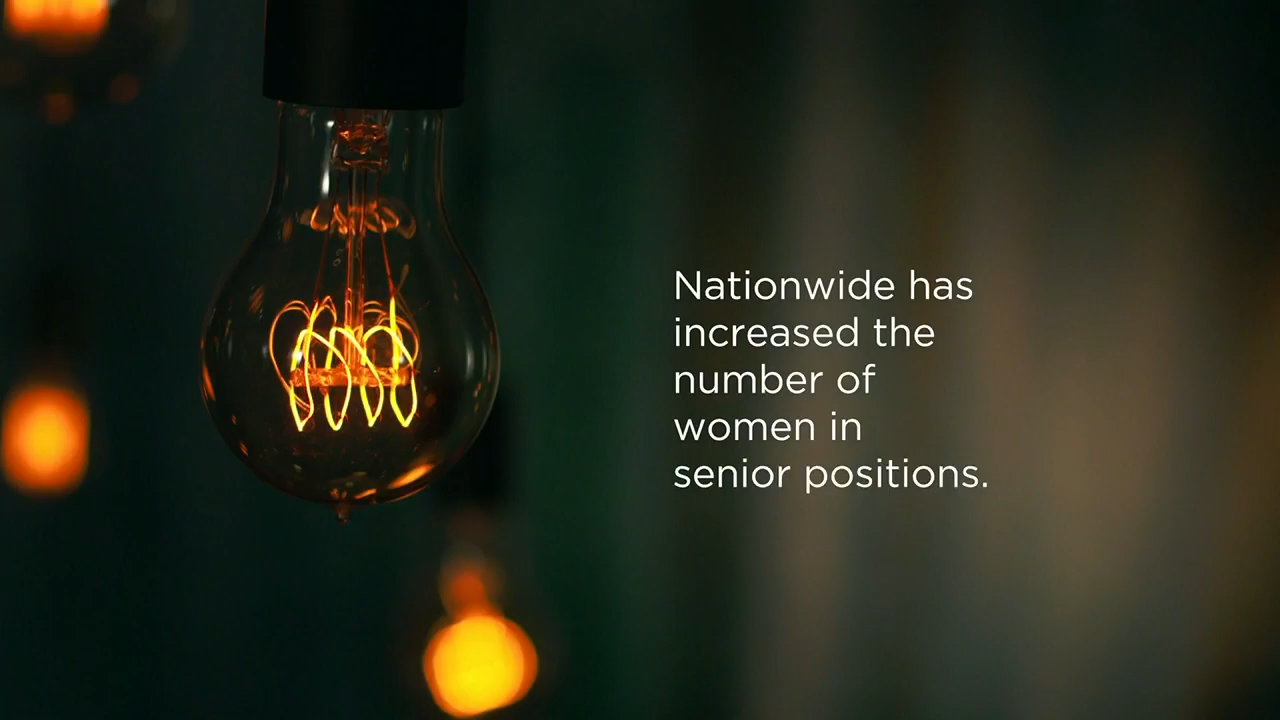 Nationwide has
increased the
number of
women in
senior positions.